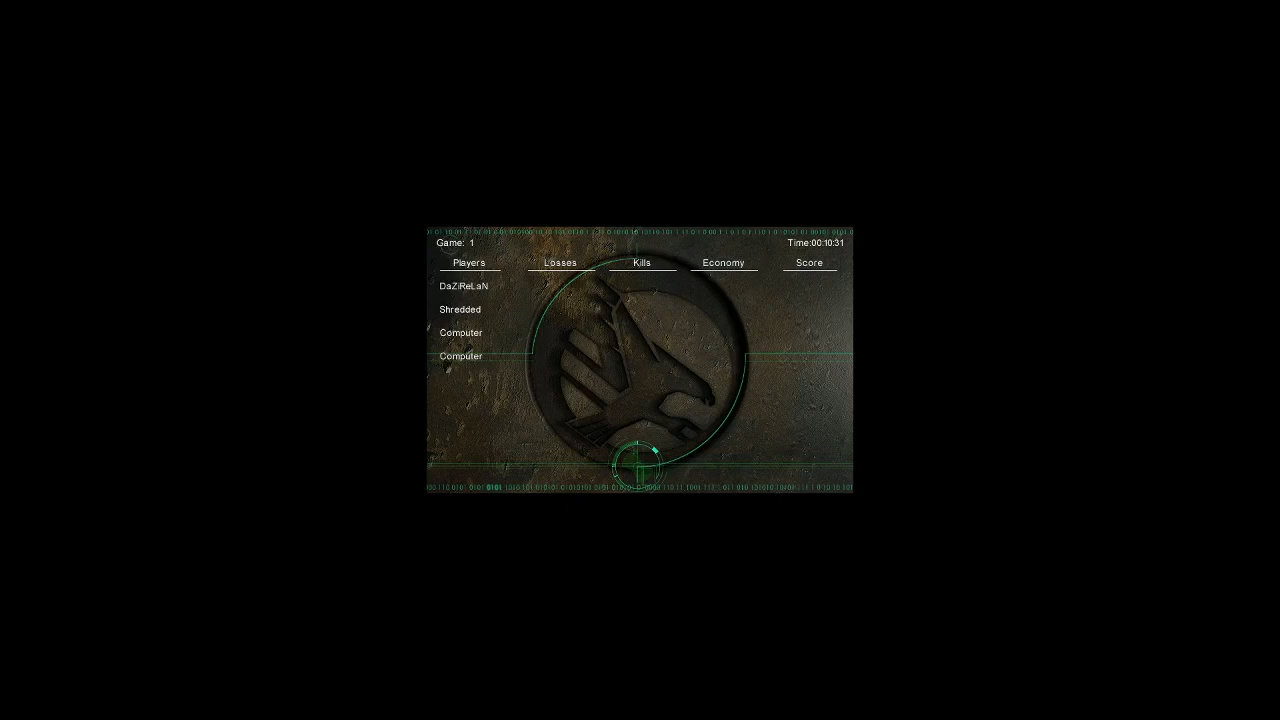 Game: 1 Time:00:10:31
Players Losses Kills Economy Score
DaZiReLaN
Shredded
Computer
Computer